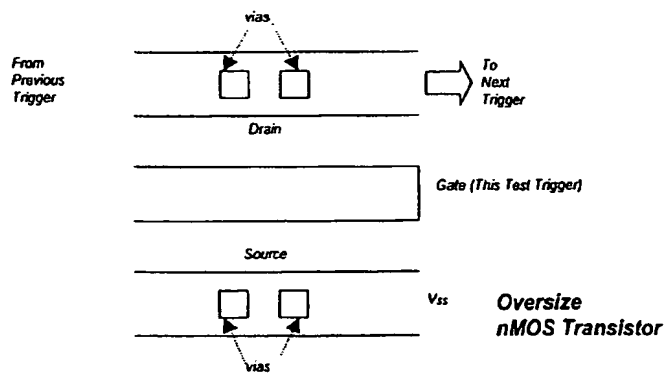 vias
From
Previous
Trigger
To
Next
Trigger
Drain
Gate (This Test Trigger)
Source
Vss
Oversize
nMOS Transistor
vias